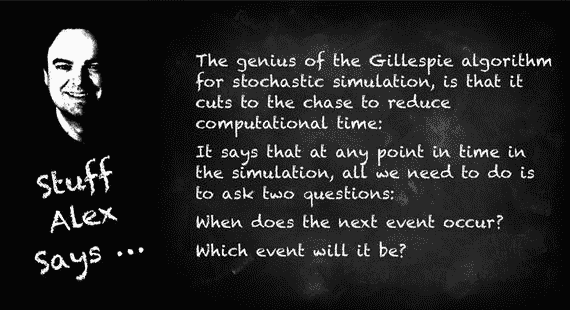 Stuff
Alex
Says ...
The genius of the Gillespie algorithm
for stochastic simulation, is that it
cuts to the chase to reduce
computational time:
It says that at any point in time in
the simulation, all we need to do is
to ask two questions:
When does the next event occur?
Which event will it be?